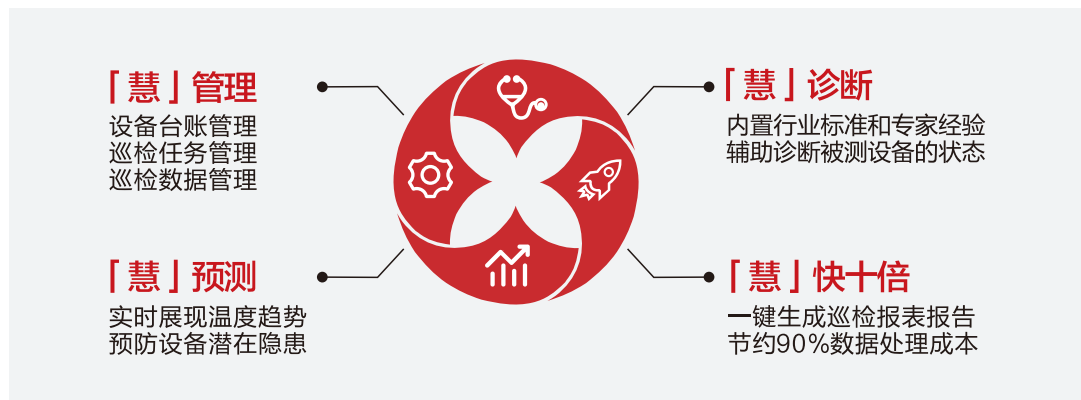 「慧」管理
设备台账管理
巡检任务管理
巡检数据管理
「慧」诊断
内置行业标准和专家经验
辅助诊断被测设备的状态
「慧」预测
实时展现温度趋势
预防设备潜在隐患
「慧」快十倍
一键生成巡检报表报告
节约90%数据处理成本